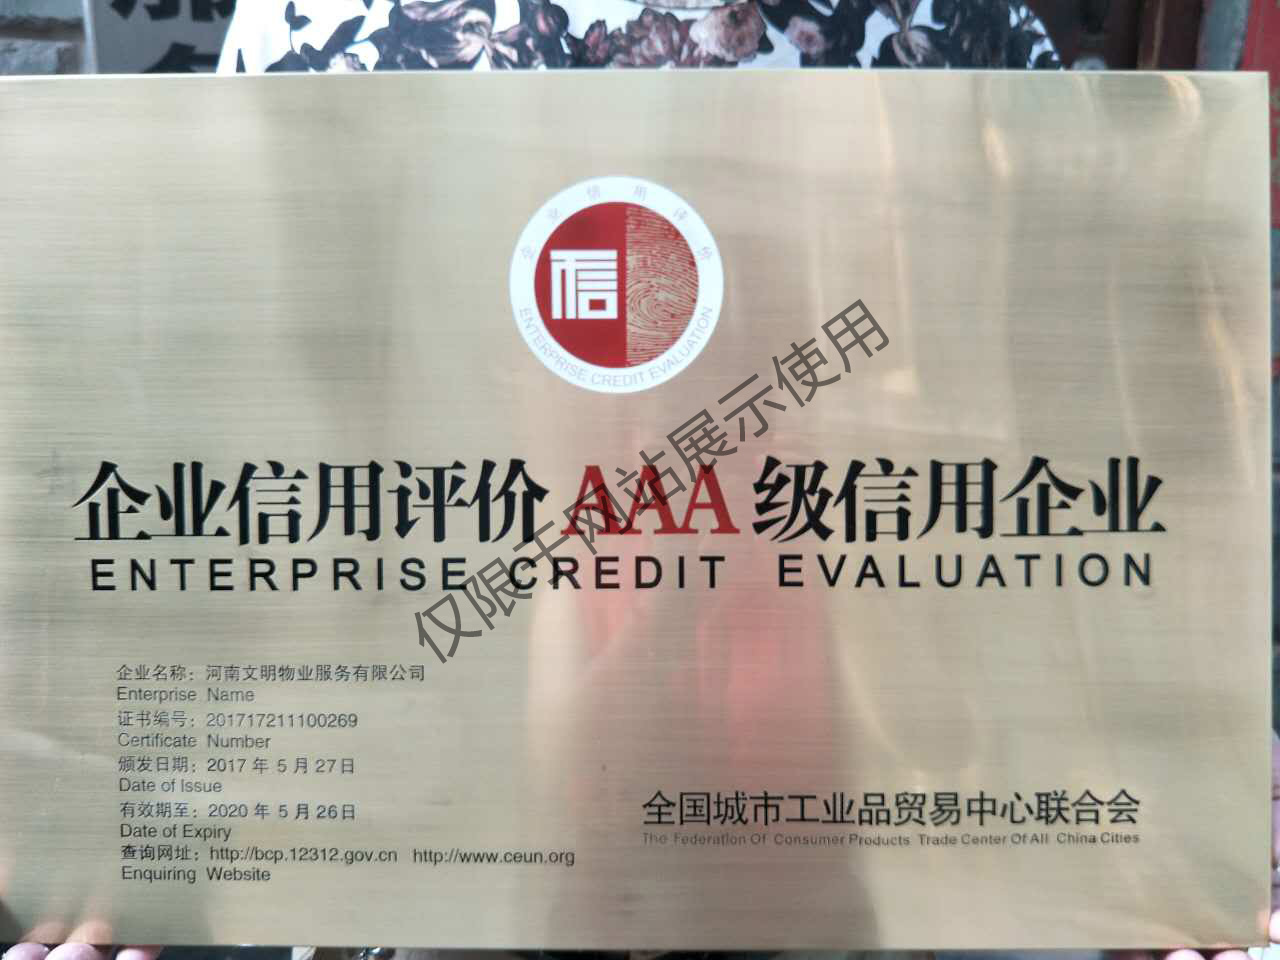 企业信用评价
信
ENTERPRISE CREDIT EVALUATION
企业信用评价AAA级信用企业
ENTERPRISE CREDIT EVALUATION
仅限于网站展示使用
企业名称：河南文明物业服务有限公司
Enterprise Name
证书编号：201717211100269
Certificate Number
颁发日期：2017 年 5 月 27日
Date of Issue
有效期至：2020 年 5 月 26日
Date of Expiry
查询网址：http://bcp.12312.gov.cn http://www.ceun.org
Enquiring Website
全国城市工业品贸易中心联合会
The Federation Of Consumer Products Trade Center Of All China Cities